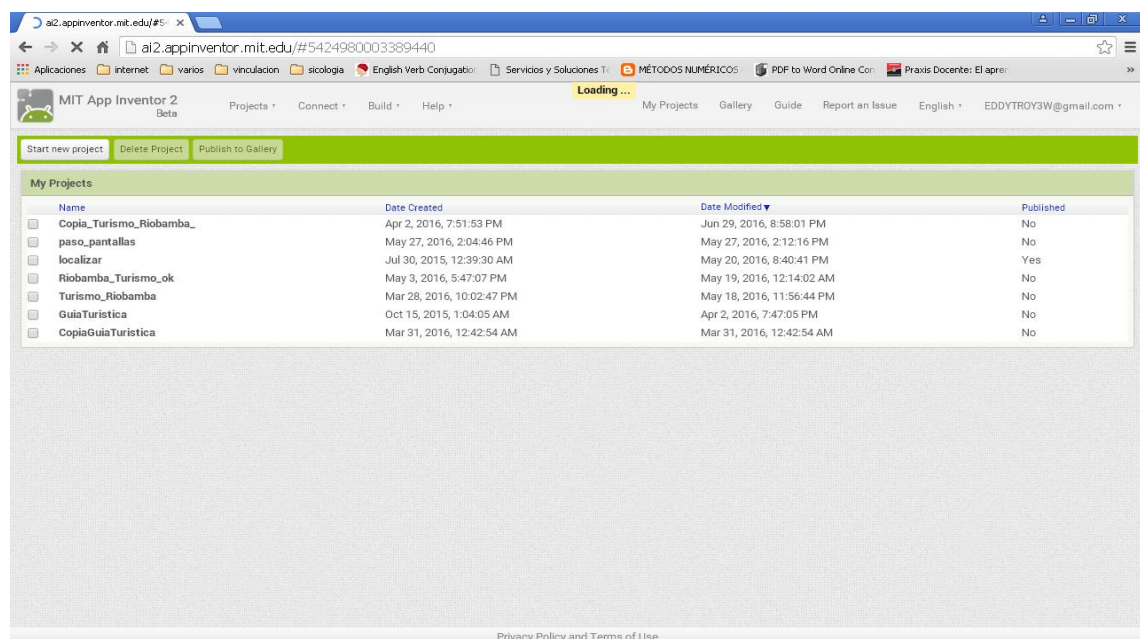 ai2.appinventor.mit.edu/#54
ai2.appinventor.mit.edu/#5424980003389440
Aplicaciones internet varios vinculacion sicologia English Verb Conjugatio Servicios y Soluciones Te MÉTODOS NUMÉRICOS PDF to Word Online Con Praxis Docente: El apren »
Loading ...
MIT App Inventor 2 Projects Connect Build Help My Projects Gallery Guide Report an Issue English EDDYTROY3W@gmail.com
Beta
Start new project Delete Project Publish to Gallery
My Projects
Name Date Created Date Modified ▼ Published
Copia_Turismo_Riobamba_ Apr 2, 2016, 7:51:53 PM Jun 29, 2016, 8:58:01 PM No
paso_pantallas May 27, 2016, 2:04:46 PM May 27, 2016, 2:12:16 PM No
localizar Jul 30, 2015, 12:39:30 AM May 20, 2016, 8:40:41 PM Yes
Riobamba_Turismo_ok May 3, 2016, 5:47:07 PM May 19, 2016, 12:14:02 AM No
Turismo_Riobamba Mar 28, 2016, 10:02:47 PM May 18, 2016, 11:56:44 PM No
GuiaTuristica Oct 15, 2015, 1:04:05 AM Apr 2, 2016, 7:47:05 PM No
CopiaGuiaTuristica Mar 31, 2016, 12:42:54 AM Mar 31, 2016, 12:42:54 AM No
Privacy Policy and Terms of Use